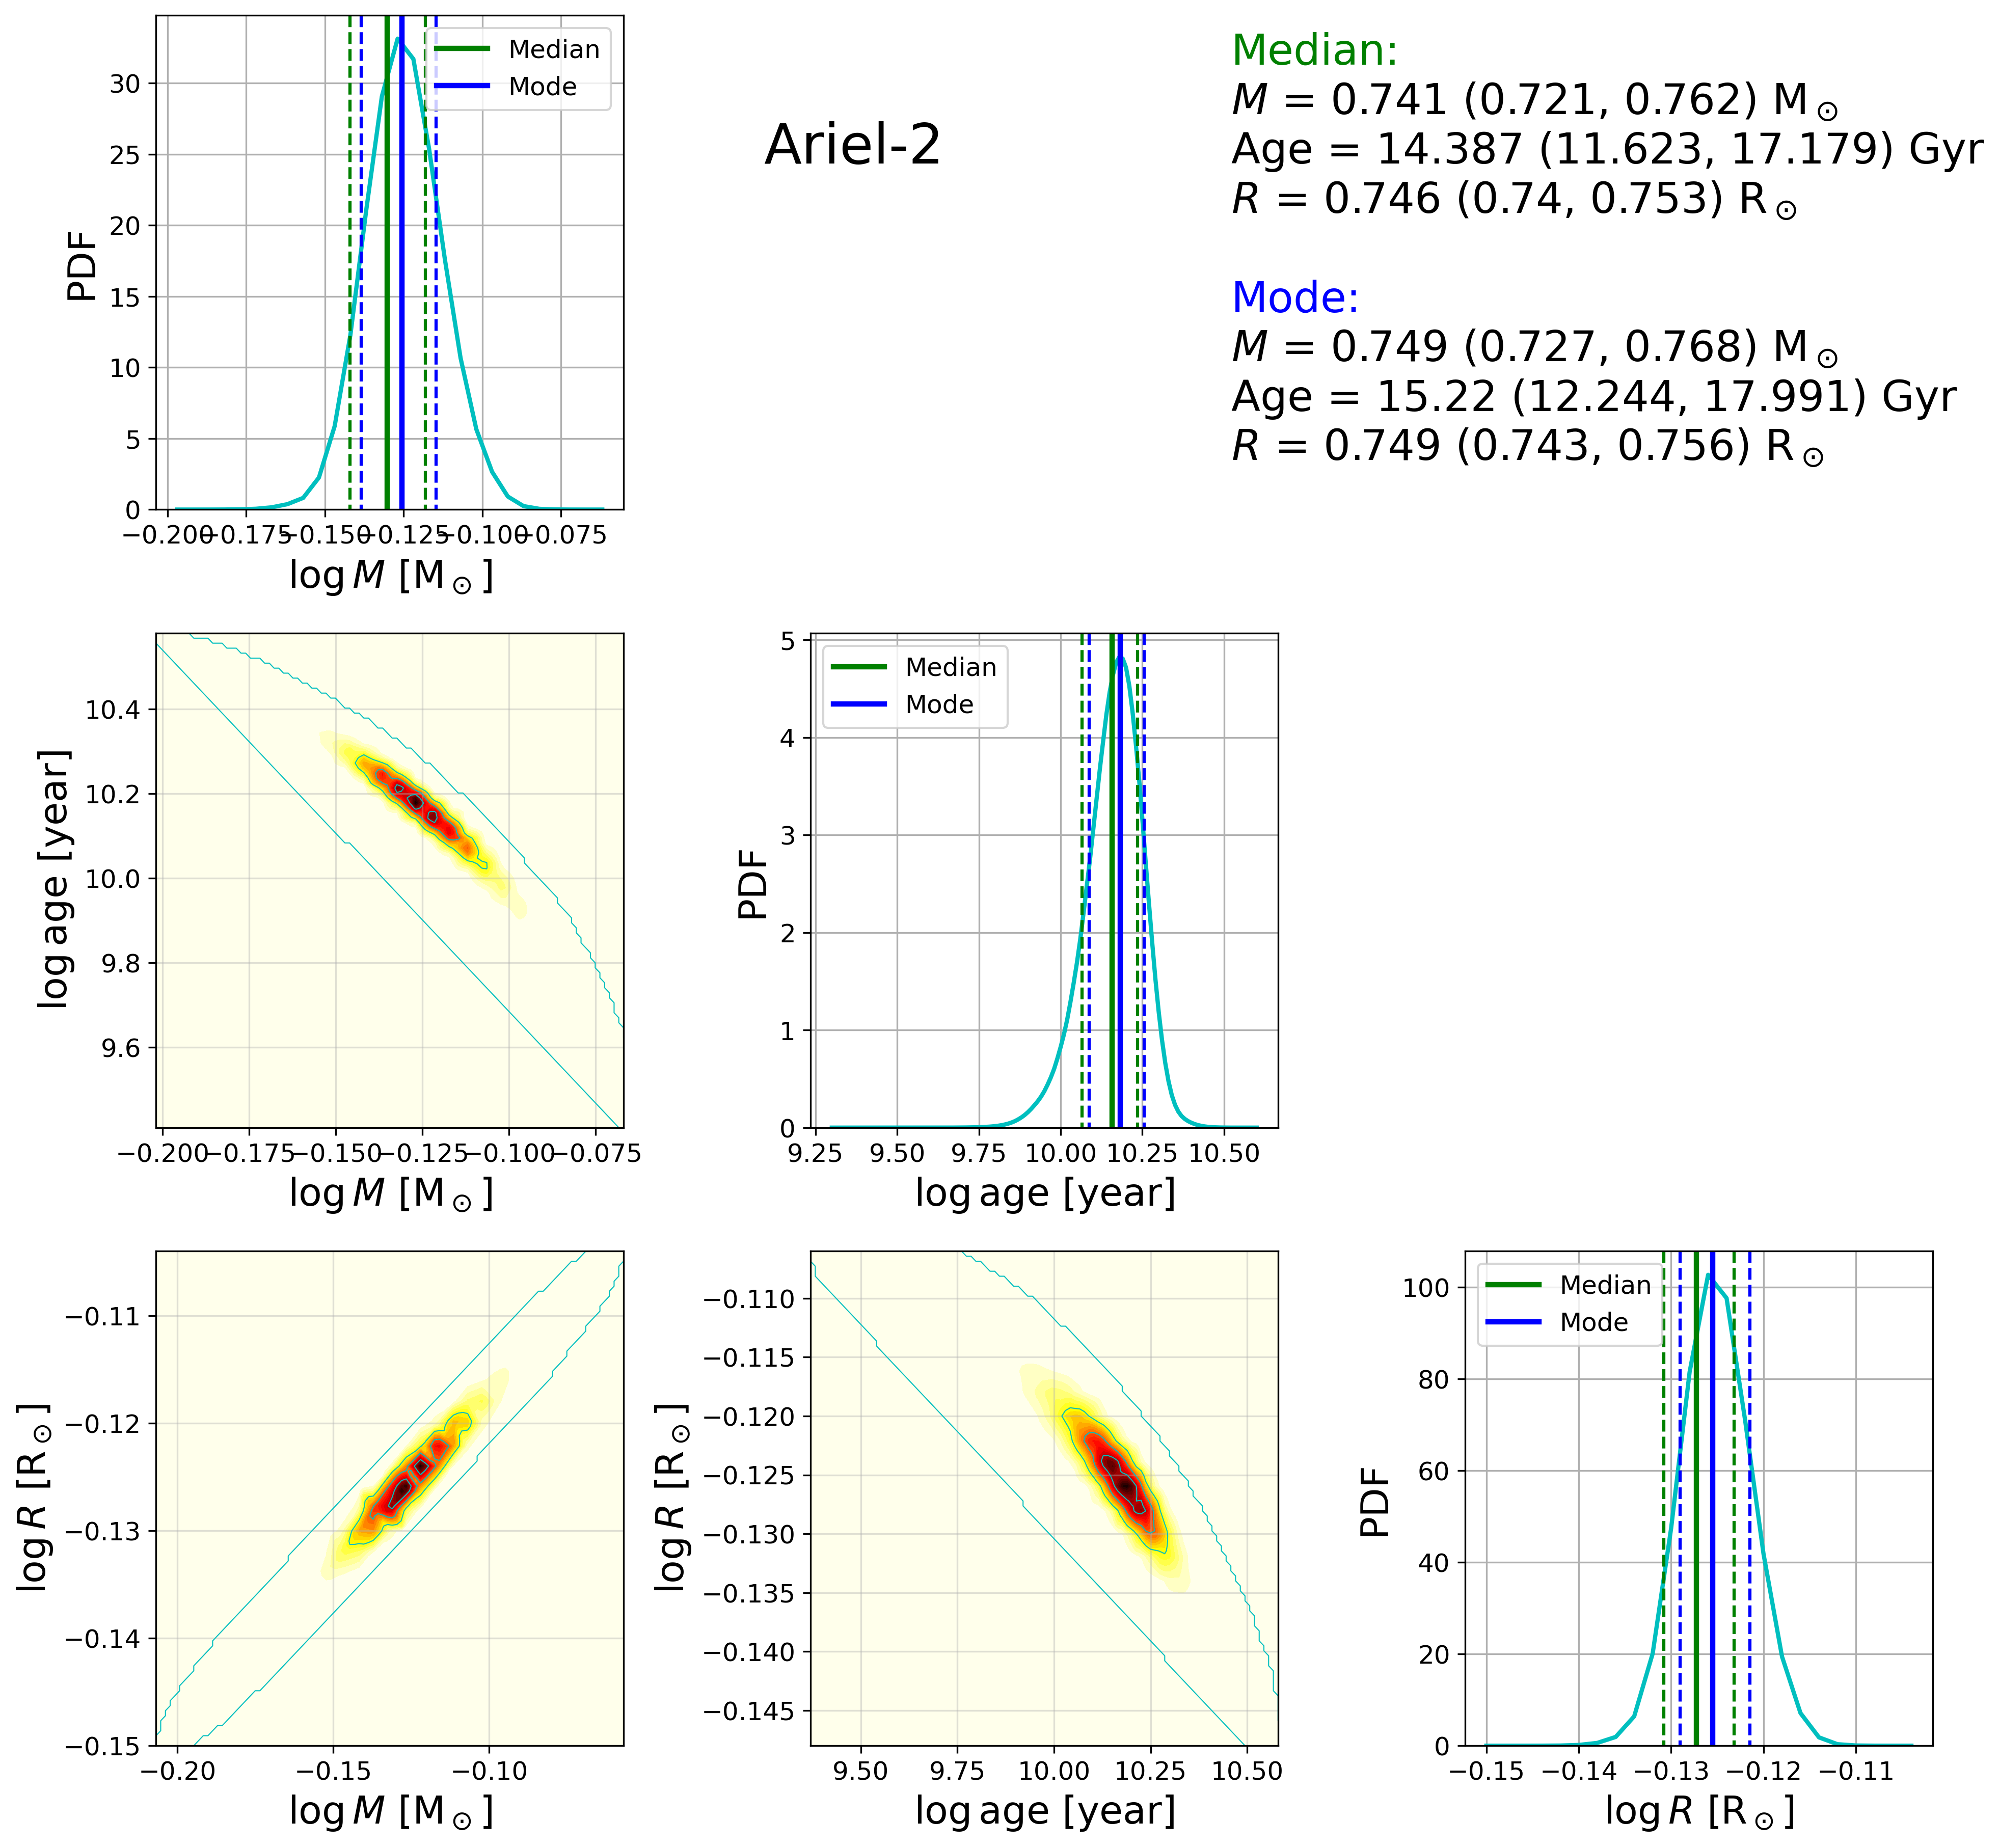 Median
Mode
30
25
20
15
10
5
0
PDF
−0.200 −0.175 −0.150 −0.125 −0.100 −0.075
log M [M⊙]
Ariel-2
Median:
M = 0.741 (0.721, 0.762) M⊙
Age = 14.387 (11.623, 17.179) Gyr
R = 0.746 (0.74, 0.753) R⊙
Mode:
M = 0.749 (0.727, 0.768) M⊙
Age = 15.22 (12.244, 17.991) Gyr
R = 0.749 (0.743, 0.756) R⊙
10.4
10.2
10.0
9.8
9.6
log age [year]
−0.200 −0.175 −0.150 −0.125 −0.100 −0.075
log M [M⊙]
Median
Mode
5
4
3
2
1
0
PDF
9.25 9.50 9.75 10.00 10.25 10.50
log age [year]
−0.11
−0.12
−0.13
−0.14
−0.15
log R [R⊙]
−0.20 −0.15 −0.10
log M [M⊙]
−0.110
−0.115
−0.120
−0.125
−0.130
−0.135
−0.140
−0.145
log R [R⊙]
9.50 9.75 10.00 10.25 10.50
log age [year]
Median
Mode
100
80
60
40
20
0
PDF
−0.15 −0.14 −0.13 −0.12 −0.11
log R [R⊙]